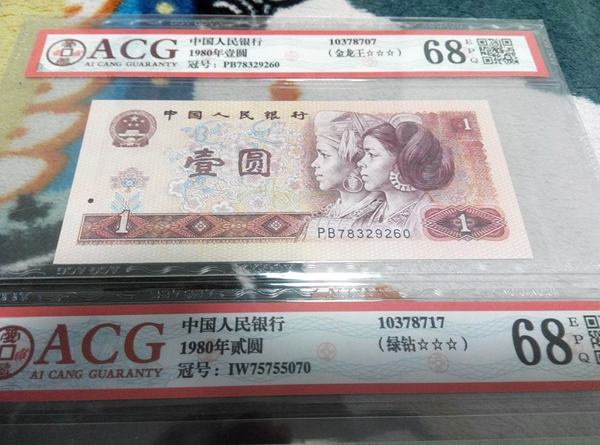 ACG
AI CANG GUARANTY
中国人民银行 10378707
1980年壹圆 (金龙王☆☆☆)
冠号: PB78329260
68 EPQ
中国人民银行
壹圆
1
1
1
PB78329260
ACG
AI CANG GUARANTY
中国人民银行 10378717
1980年贰圆 (绿钻☆☆☆)
冠号: IW75755070
68 EPQ